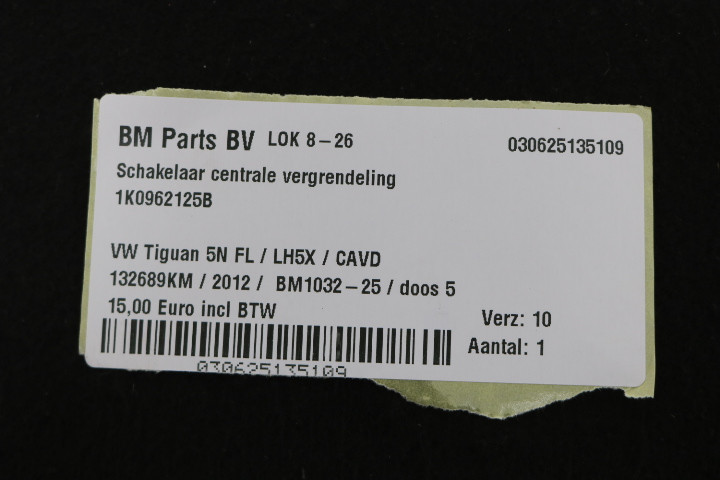 BM Parts BV LOK 8-26 030625135109
Schakelaar centrale vergrendeling
1K0962125B
VW Tiguan 5N FL / LH5X / CAVD
132689KM / 2012 / BM1032-25 / doos 5
15,00 Euro incl BTW
Verz: 10
Aantal: 1
030625135109